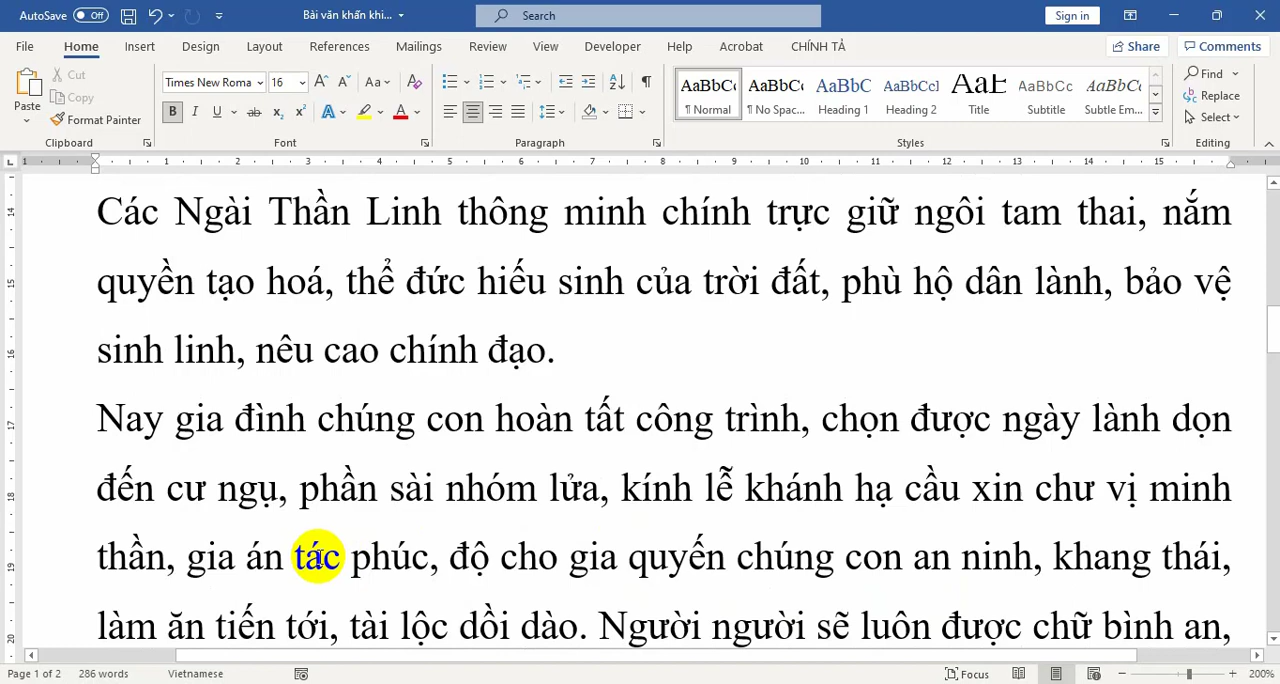 AutoSave Off Bài văn khấn khi... Search Sign in
File Home Insert Design Layout References Mailings Review View Developer Help Acrobat CHÍNH TẢ Share Comments
Paste Cut Copy Format Painter
Times New Roma 16
¶ Normal ¶ No Spac... Heading 1 Heading 2 Title Subtitle Subtle Em...
Find Replace Select
Clipboard Font Paragraph Styles Editing
Các Ngài Thần Linh thông minh chính trực giữ ngôi tam thai, nắm
quyền tạo hoá, thể đức hiếu sinh của trời đất, phù hộ dân lành, bảo vệ
sinh linh, nêu cao chính đạo.
Nay gia đình chúng con hoàn tất công trình, chọn được ngày lành dọn
đến cư ngụ, phần sài nhóm lửa, kính lễ khánh hạ cầu xin chư vị minh
thần, gia án tác phúc, độ cho gia quyến chúng con an ninh, khang thái,
làm ăn tiến tới, tài lộc dồi dào. Người người sẽ luôn được chữ bình an,
Page 1 of 2 286 words Vietnamese Focus 200%